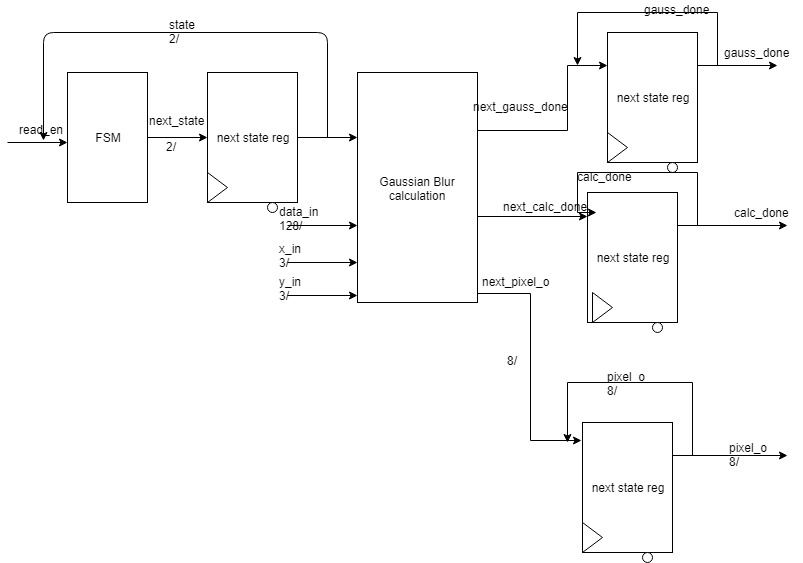 state
2/
read_en
FSM
next_state
2/
next state reg
data_in
128/
x_in
3/
y_in
3/
Gaussian Blur
calculation
next_gauss_done
gauss_done
next state reg
gauss_done
next_calc_done
calc_done
next state reg
calc_done
next_pixel_o
8/
pixel_o
8/
next state reg
pixel_o
8/